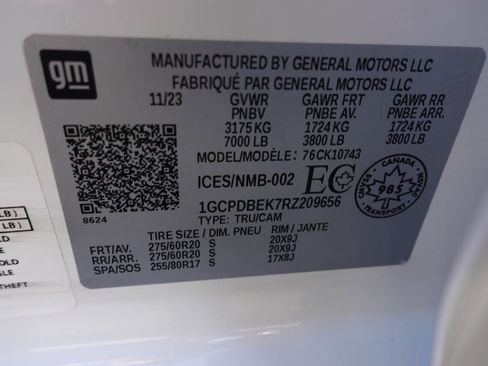 gm
MANUFACTURED BY GENERAL MOTORS LLC
FABRIQUÉ PAR GENERAL MOTORS LLC
11/23 GVWR GAWR FRT GAWR RR
PNBV PNBE AV. PNBE ARR.
3175 KG 1724 KG 1724 KG
7000 LB 3800 LB 3800 LB
MODEL/MODÈLE: 76CK10743
ICES/NMB-002 EC
CANADA
985
1GCPDBEK7RZ209656
TYPE: TRU/CAM
8624
TIRE SIZE / DIM. PNEU RIM / JANTE
FRT/AV. 275/60R20 S 20X9J
RR/ARR. 275/60R20 S 20X9J
SPA/SOS 255/80R17 S 17X8J
LB )
LB )
OLD
GLE
THEFT